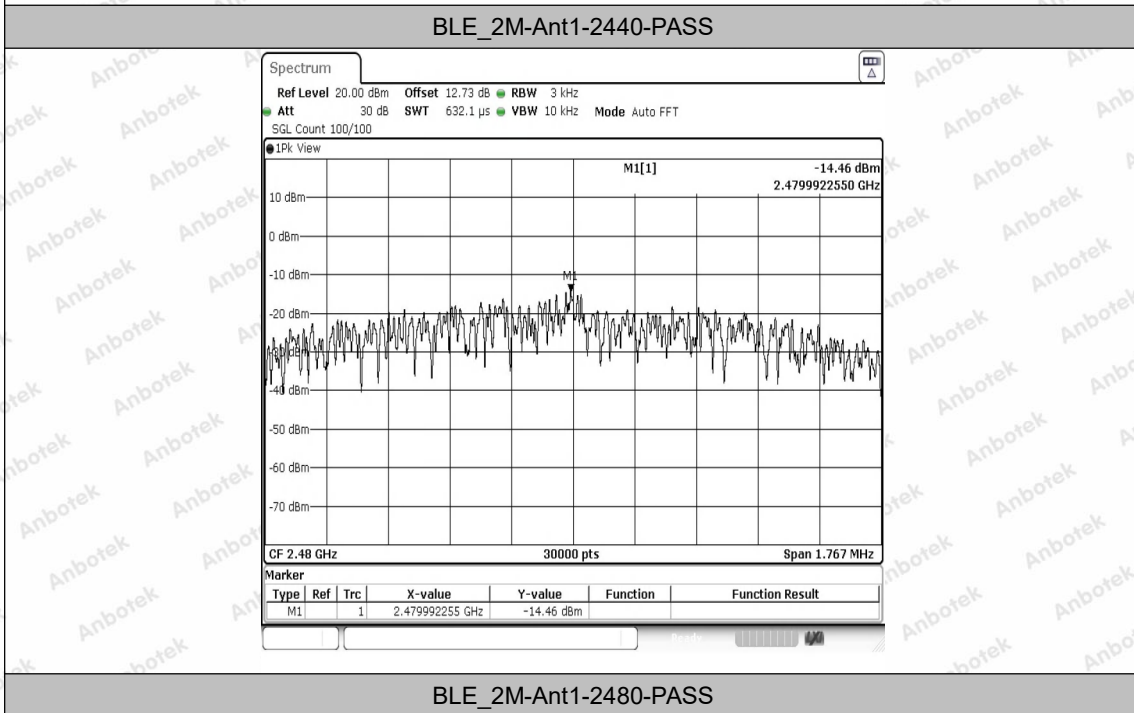 BLE_2M-Ant1-2440-PASS
Spectrum
Ref Level 20.00 dBm Offset 12.73 dB RBW 3 kHz
Att 30 dB SWT 632.1 µs VBW 10 kHz Mode Auto FFT
SGL Count 100/100
1Pk View
M1[1] -14.46 dBm
2.4799922550 GHz
10 dBm
0 dBm
-10 dBm
M1
-20 dBm
-30 dBm
-40 dBm
-50 dBm
-60 dBm
-70 dBm
CF 2.48 GHz 30000 pts Span 1.767 MHz
Marker
Type Ref Trc X-value Y-value Function Function Result
M1 1 2.479992255 GHz -14.46 dBm
Ready
BLE_2M-Ant1-2480-PASS
Anbotek